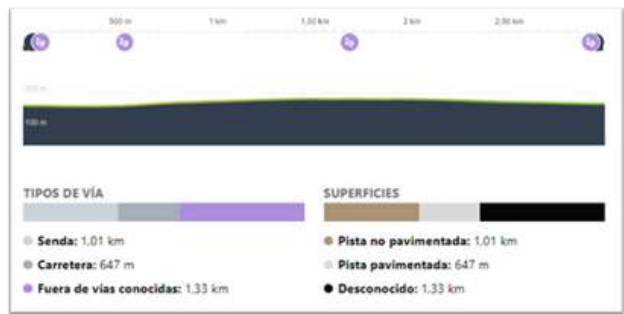 500 m 1 km 1,50 km 2 km 2,50 km
100 m
TIPOS DE VÍA SUPERFICIES
Senda: 1,01 km Pista no pavimentada: 1,01 km
Carretera: 647 m Pista pavimentada: 647 m
Fuera de vías conocidas: 1.33 km Desconocido: 1.33 km